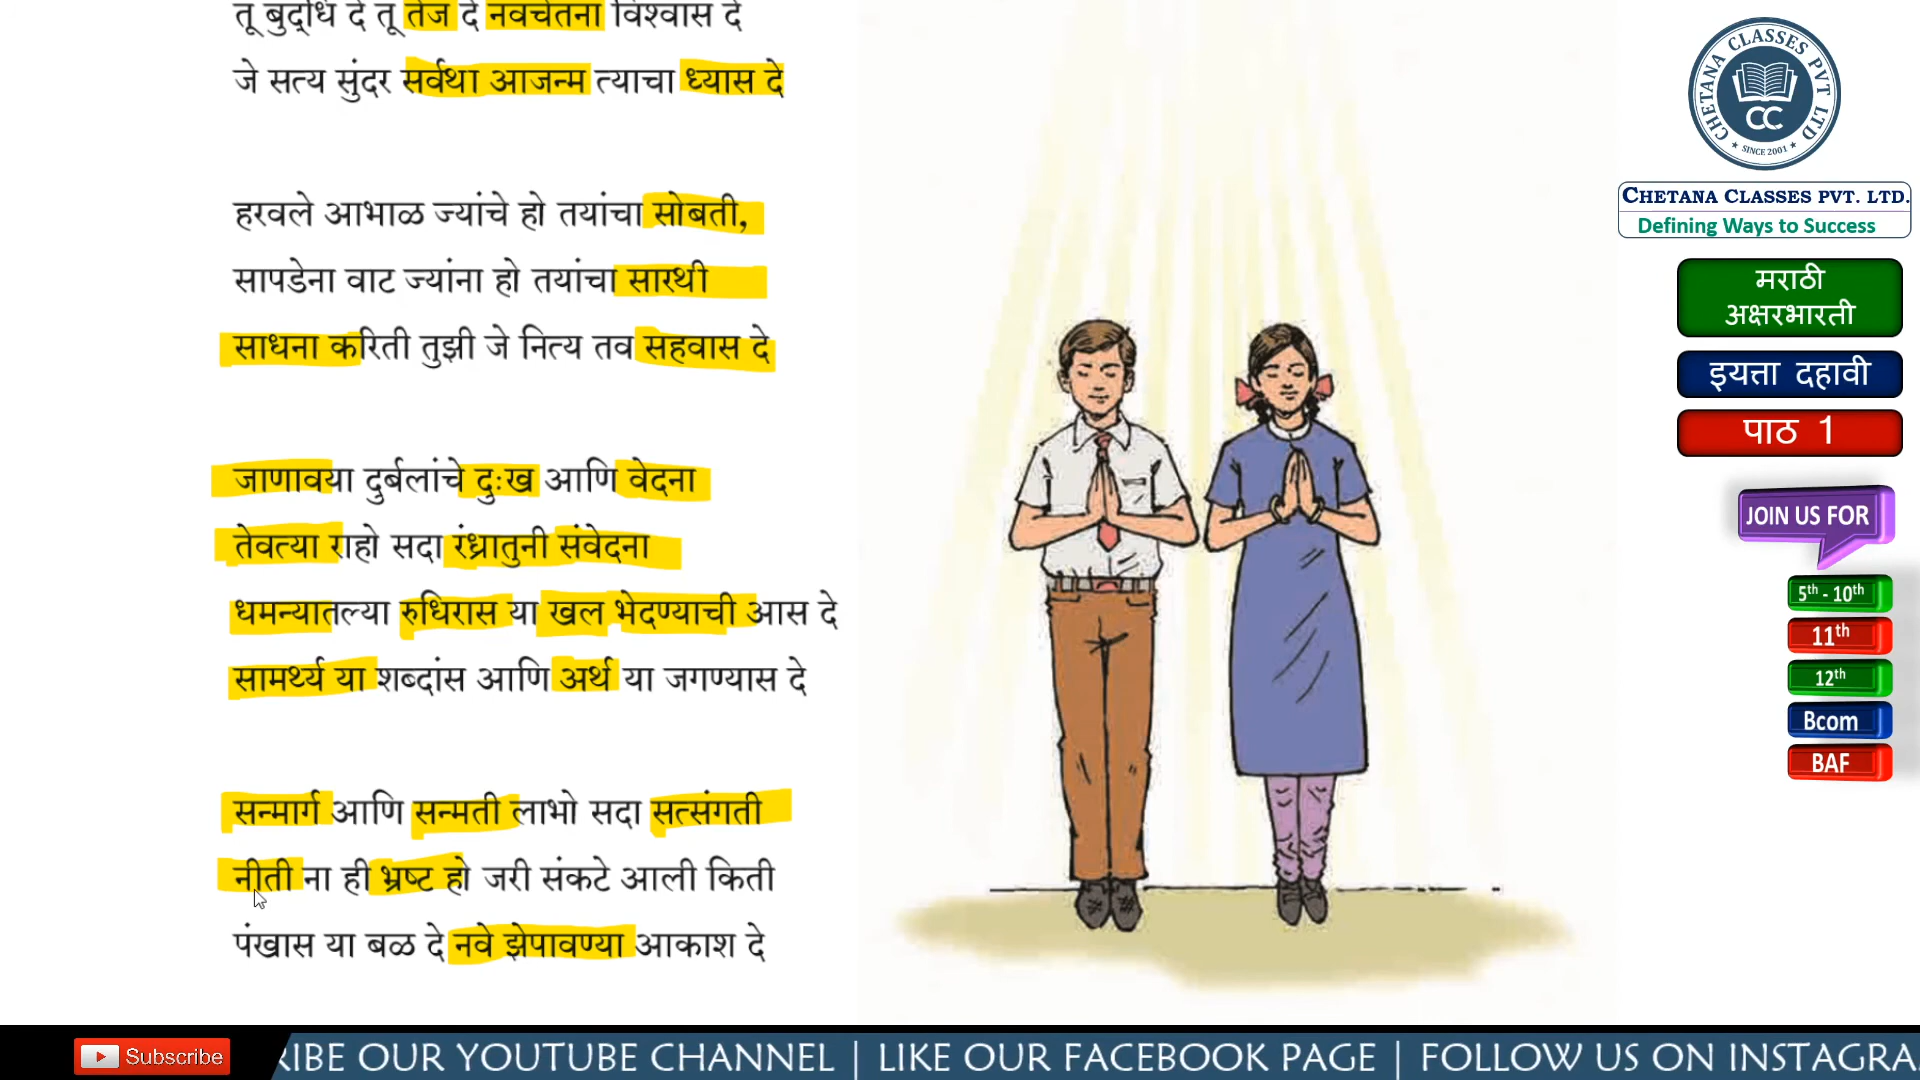 तू बुद्धि दे तू तेज दे नवचेतना विश्वास दे
जे सत्य सुंदर सर्वथा आजन्म त्याचा ध्यास दे
हरवले आभाळ ज्यांचे हो तयांचा सोबती,
सापडेना वाट ज्यांना हो तयांचा सारथी
साधना करिती तुझी जे नित्य तव सहवास दे
जाणावया दुर्बलांचे दुःख आणि वेदना
तेवत्या राहो सदा रंध्रातुनी संवेदना
धमन्यातल्या रुधिरास या खल भेदण्याची आस दे
सामर्थ्य या शब्दांस आणि अर्थ या जगण्यास दे
सन्मार्ग आणि सन्मती लाभो सदा सत्संगती
नीती ना ही भ्रष्ट हो जरी संकटे आली किती
पंखास या बळ दे नवे झेपावण्या आकाश दे
CHETANA CLASSES PVT LTD
CC
★ SINCE 2001 ★
CHETANA CLASSES PVT. LTD.
Defining Ways to Success
मराठी
अक्षरभारती
इयत्ता दहावी
पाठ 1
JOIN US FOR
5th - 10th
11th
12th
Bcom
BAF
Subscribe
RIBE OUR YOUTUBE CHANNEL | LIKE OUR FACEBOOK PAGE | FOLLOW US ON INSTAGRA